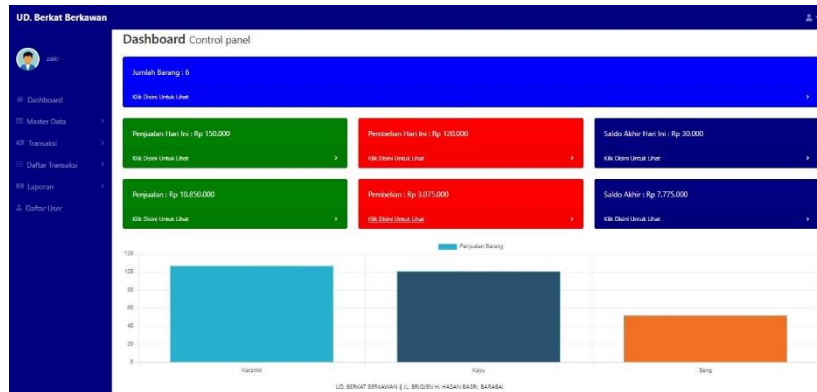 UD. Berkat Berkawan
zaki
Dashboard
Master Data
Transaksi
Daftar Transaksi
Laporan
Daftar User
Dashboard Control panel
Jumlah Barang : 6
Klik Disini Untuk Lihat
Penjualan Hari Ini : Rp 150.000
Klik Disini Untuk Lihat
Pembelian Hari Ini : Rp 120.000
Klik Disini Untuk Lihat
Saldo Akhir Hari Ini : Rp 30.000
Klik Disini Untuk Lihat
Penjualan : Rp 10.850.000
Klik Disini Untuk Lihat
Pembelian : Rp 3.075.000
Klik Disini Untuk Lihat
Saldo Akhir : Rp 7.775.000
Klik Disini Untuk Lihat
Penjualan Barang
120
100
80
60
40
20
0
Keramik
Kayu
Seng
UD. BERKAT BERKAWAN || JL. BRIGJEN H. HASAN BASRI, BARABAI